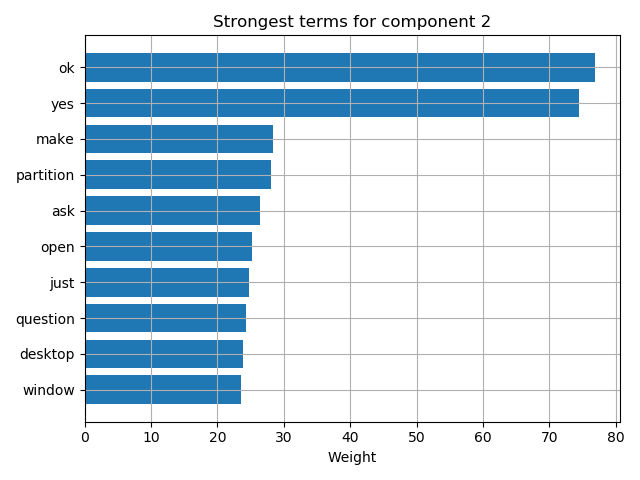 Strongest terms for component 2
ok
yes
make
partition
ask
open
just
question
desktop
window
0 10 20 30 40 50 60 70 80
Weight